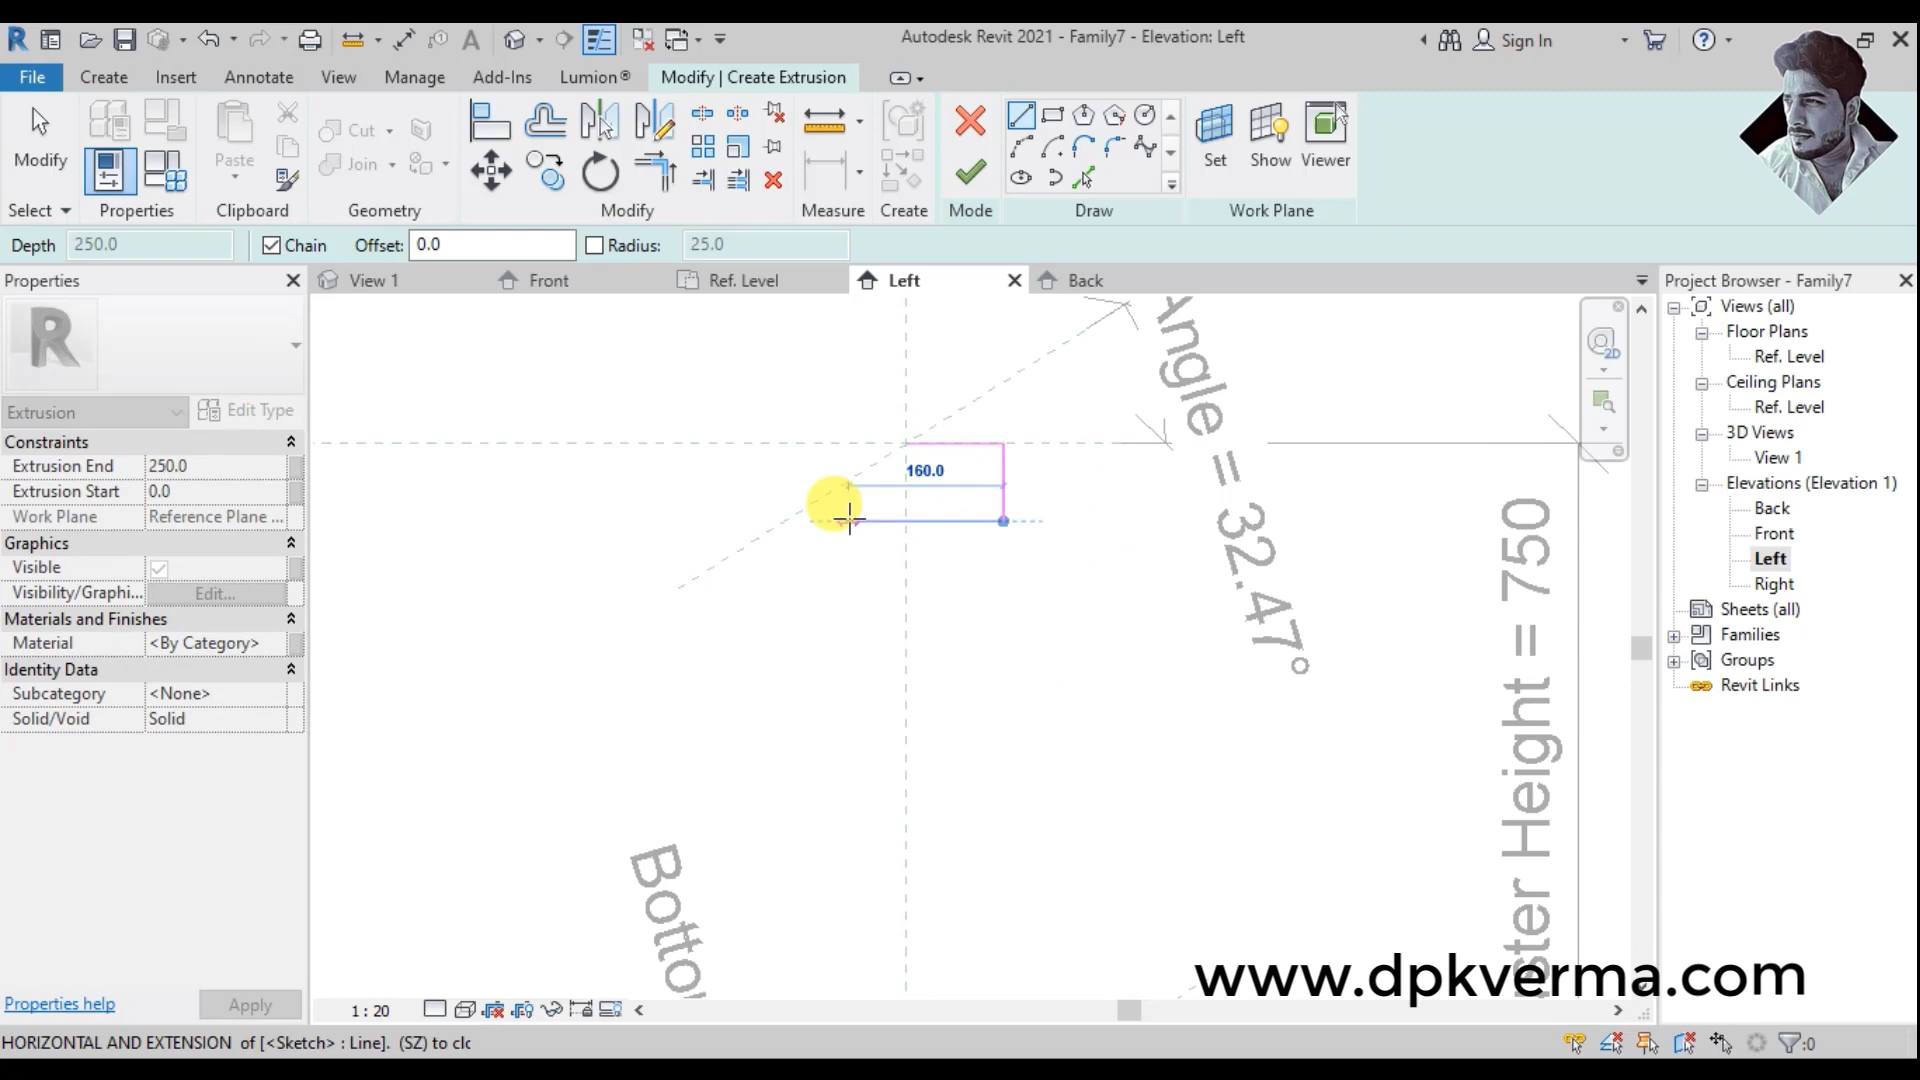 Autodesk Revit 2021 - Family7 - Elevation: Left
Sign In
File
Create
Insert
Annotate
View
Manage
Add-Ins
Lumion®
Modify | Create Extrusion
Modify
Cut
Join
Paste
Set
Show
Viewer
Select
Properties
Clipboard
Geometry
Modify
Measure
Create
Mode
Draw
Work Plane
Depth
250.0
Chain
Offset:
0.0
Radius:
25.0
Properties
View 1
Front
Ref. Level
Left
Back
Project Browser - Family7
R
Extrusion
Edit Type
Constraints
Extrusion End
250.0
Extrusion Start
0.0
Work Plane
Reference Plane ...
Graphics
Visible
Visibility/Graphi...
Edit...
Materials and Finishes
Material
<By Category>
Identity Data
Subcategory
<None>
Solid/Void
Solid
Properties help
Apply
160.0
Angle = 32.47°
ster Height = 750
Botto
2D
Views (all)
Floor Plans
Ref. Level
Ceiling Plans
Ref. Level
3D Views
View 1
Elevations (Elevation 1)
Back
Front
Left
Right
Sheets (all)
Families
Groups
Revit Links
www.dpkverma.com
1 : 20
HORIZONTAL AND EXTENSION of [<Sketch> : Line]. (SZ) to clc
:0